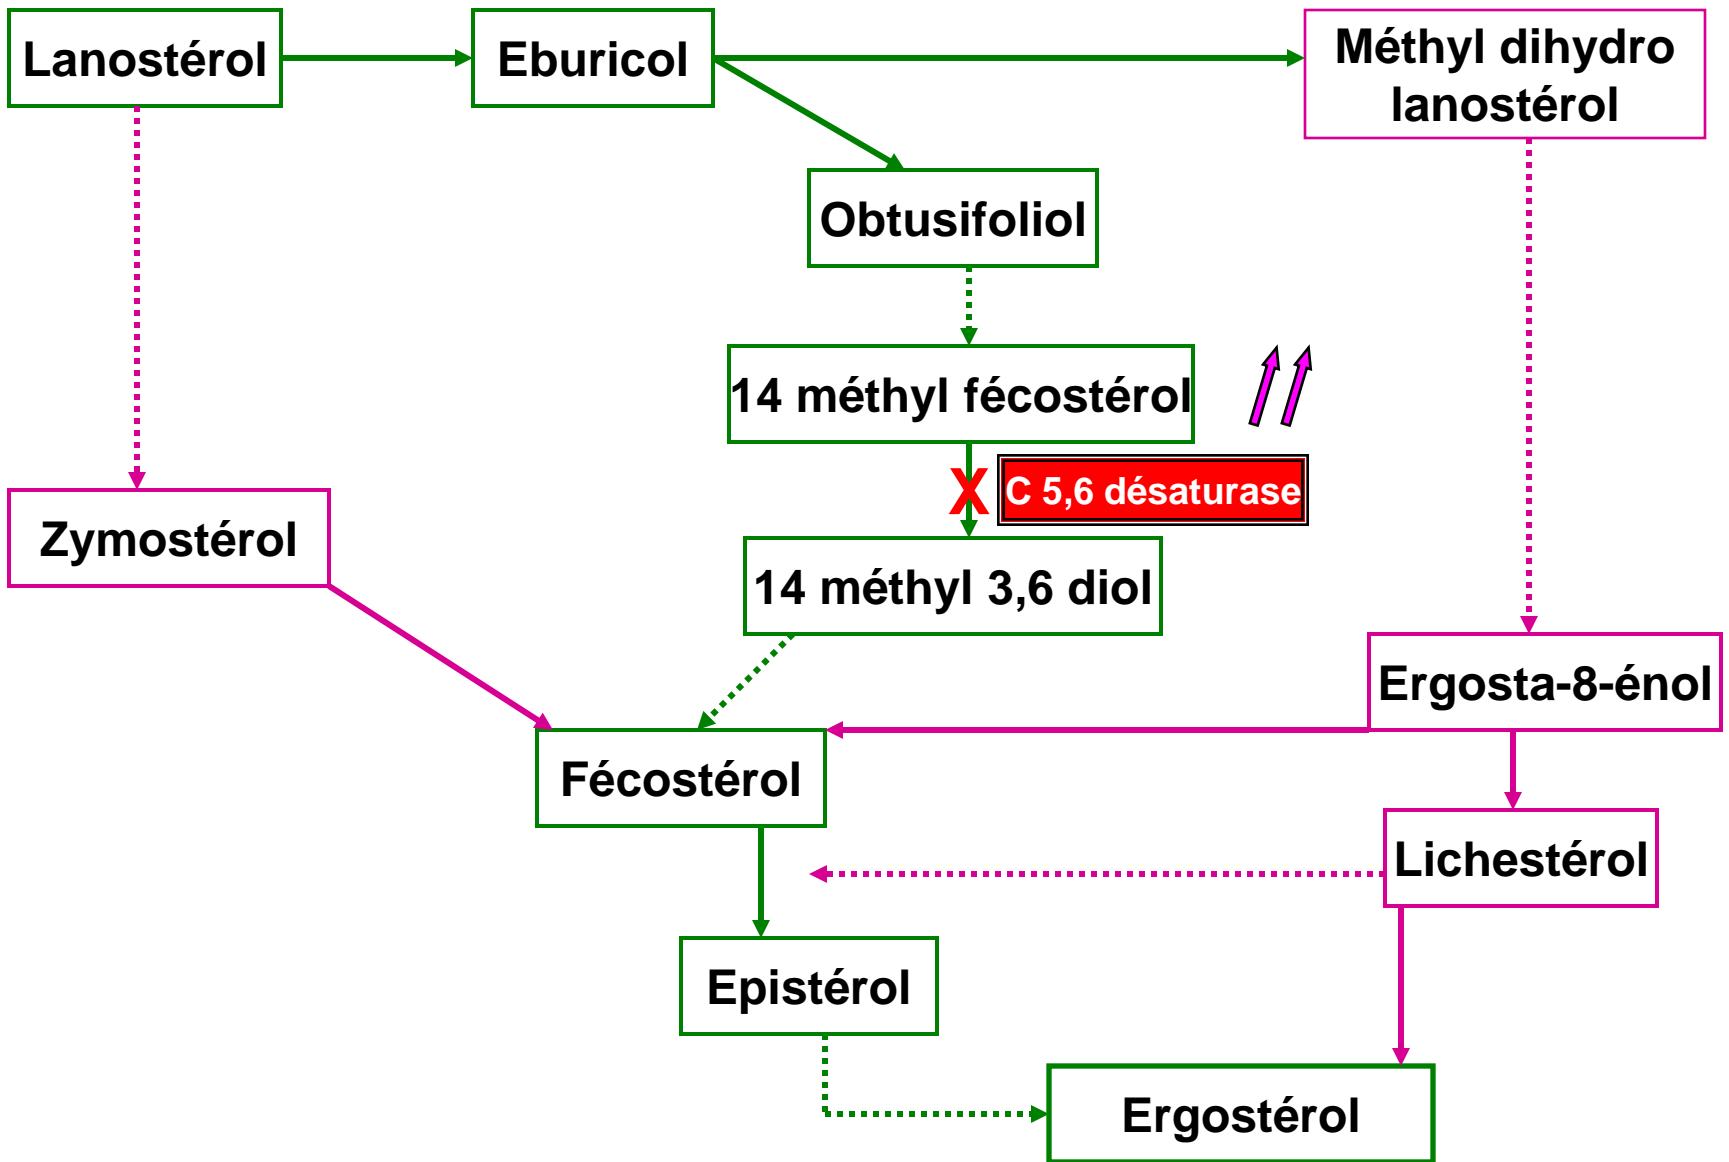 Lanostérol
Eburicol
Méthyl dihydro
lanostérol
Obtusifoliol
14 méthyl fécostérol
X
C 5,6 désaturase
Zymostérol
14 méthyl 3,6 diol
Ergosta-8-énol
Fécostérol
Lichestérol
Epistérol
Ergostérol